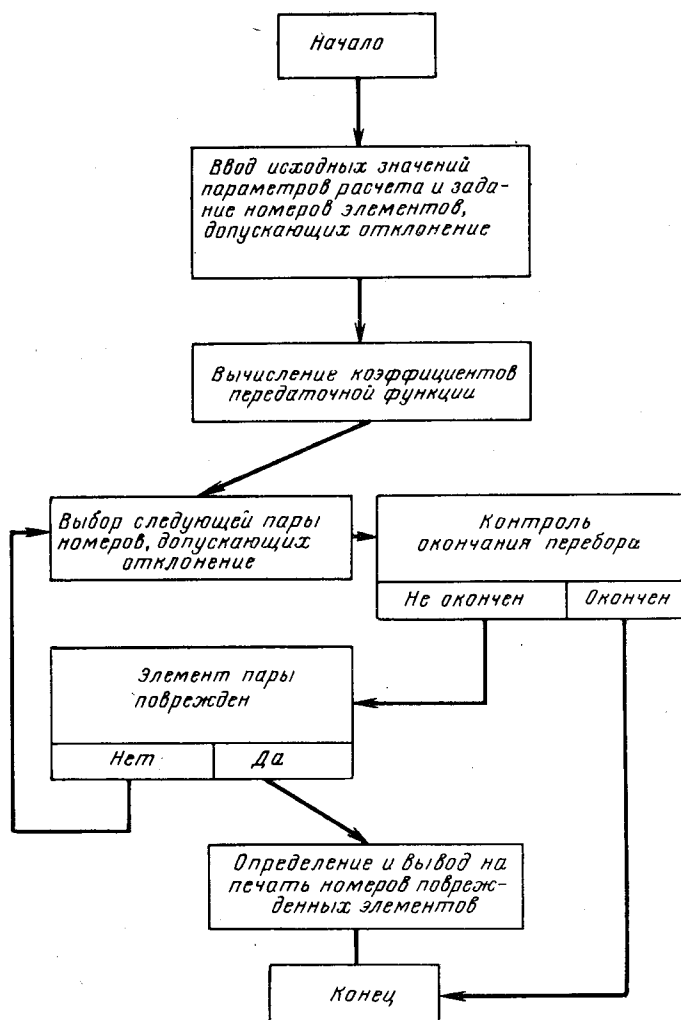 Начало
Ввод исходных значений
параметров расчета и зада-
ние номеров элементов,
допускающих отклонение
Вычисление коэффициентов
передаточной функции
Выбор следующей пары
номеров, допускающих
отклонение
Контроль
окончания перебора
Не окончен
Окончен
Элемент пары
поврежден
Нет
Да
Определение и вывод на
печать номеров повреж-
денных элементов
Конец